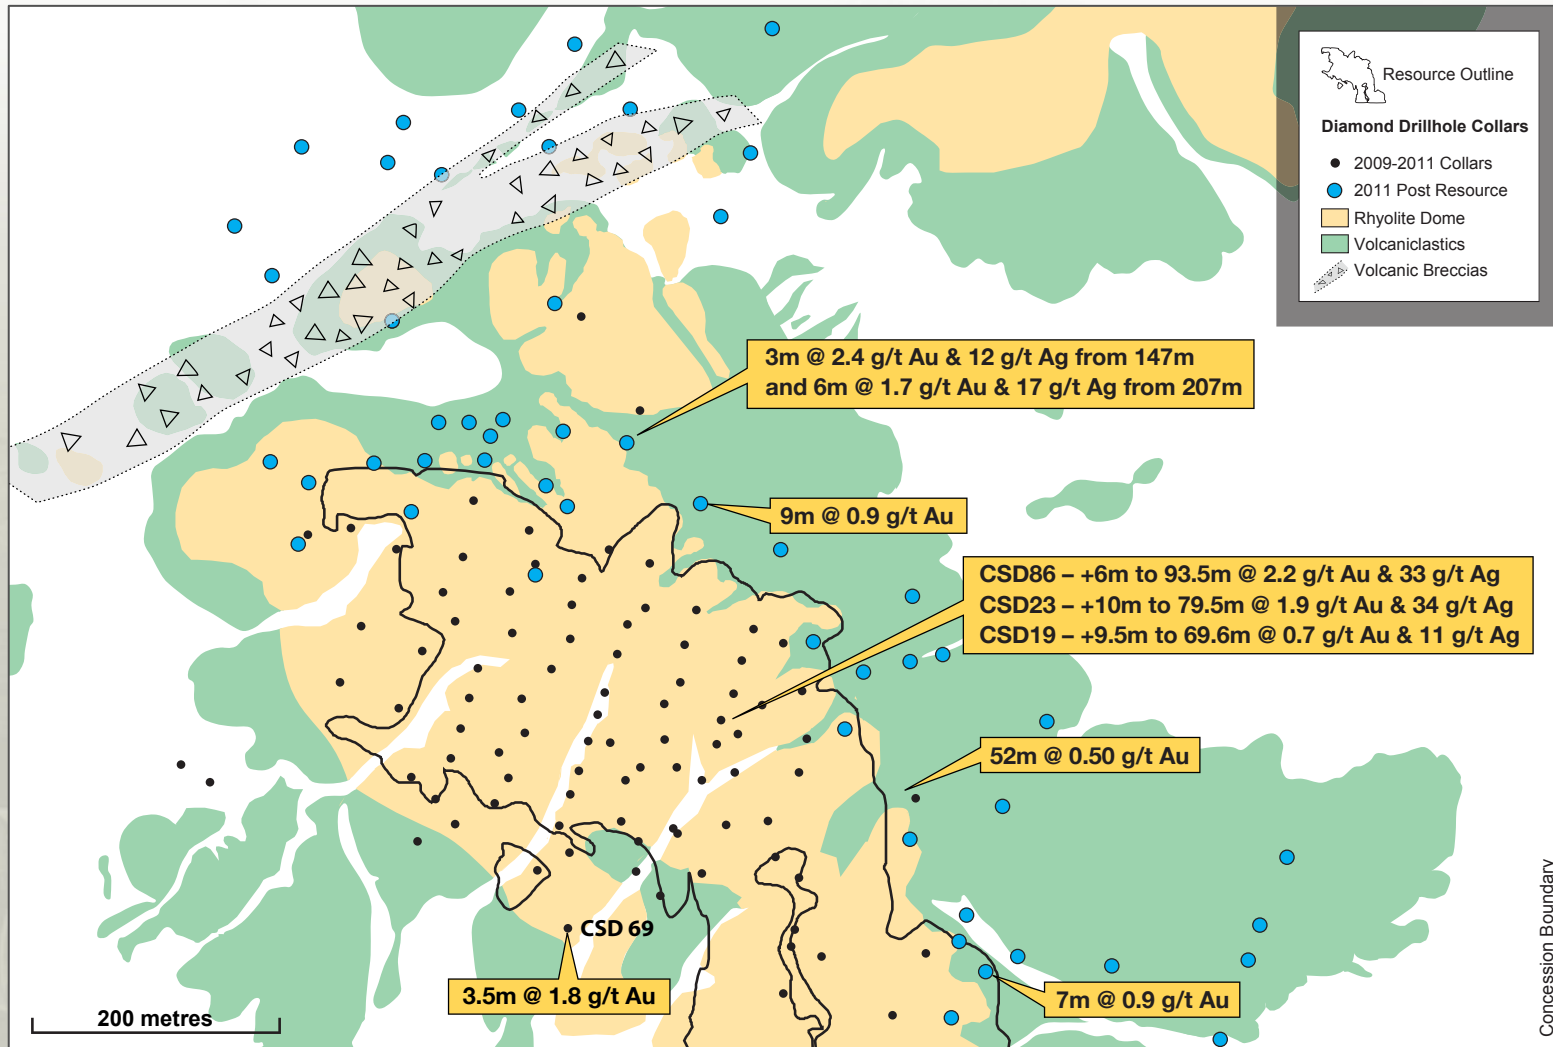 Resource Outline
Diamond Drillhole Collars
2009-2011 Collars
2011 Post Resource
Rhyolite Dome
Volcaniclastics
Volcanic Breccias
3m @ 2.4 g/t Au & 12 g/t Ag from 147m
and 6m @ 1.7 g/t Au & 17 g/t Ag from 207m
9m @ 0.9 g/t Au
CSD86 – +6m to 93.5m @ 2.2 g/t Au & 33 g/t Ag
CSD23 – +10m to 79.5m @ 1.9 g/t Au & 34 g/t Ag
CSD19 – +9.5m to 69.6m @ 0.7 g/t Au & 11 g/t Ag
52m @ 0.50 g/t Au
CSD 69
3.5m @ 1.8 g/t Au
7m @ 0.9 g/t Au
200 metres
Concession Boundary